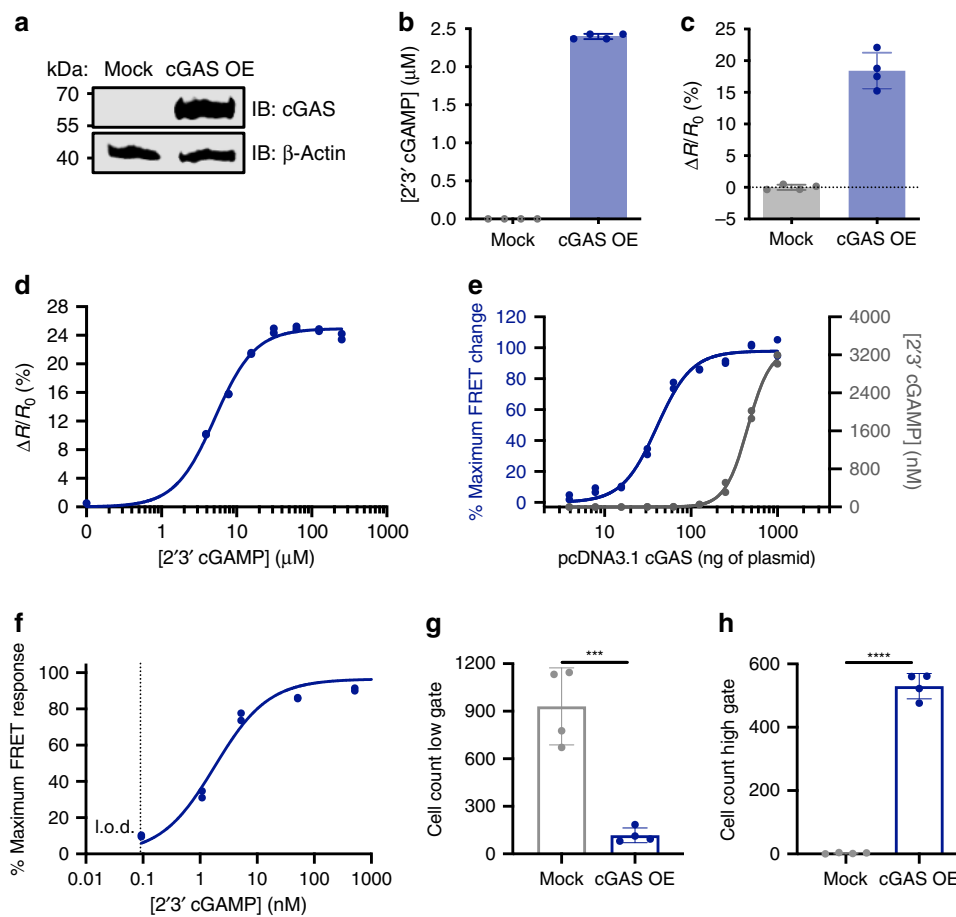 a
kDa: Mock cGAS OE
70
55
IB: cGAS
40
IB: β-Actin
b
[2′3′ cGAMP] (μM)
2.5
2.0
1.5
1.0
0.5
0.0
Mock cGAS OE
c
ΔR/R0 (%)
25
20
15
10
5
0
−5
Mock cGAS OE
d
ΔR/R0 (%)
28
24
20
16
12
8
4
0
0 1 10 100 1000
[2′3′ cGAMP] (μM)
e
% Maximum FRET change
120
100
80
60
40
20
0
10 100 1000
pcDNA3.1 cGAS (ng of plasmid)
4000
3200
2400
1600
800
0
[2′3′ cGAMP] (nM)
f
% Maximum FRET response
100
80
60
40
20
0
l.o.d.
0.01 0.1 1 10 100 1000
[2′3′ cGAMP] (nM)
g
Cell count low gate
1200
900
600
300
0
***
Mock cGAS OE
h
Cell count high gate
600
400
200
0
****
Mock cGAS OE